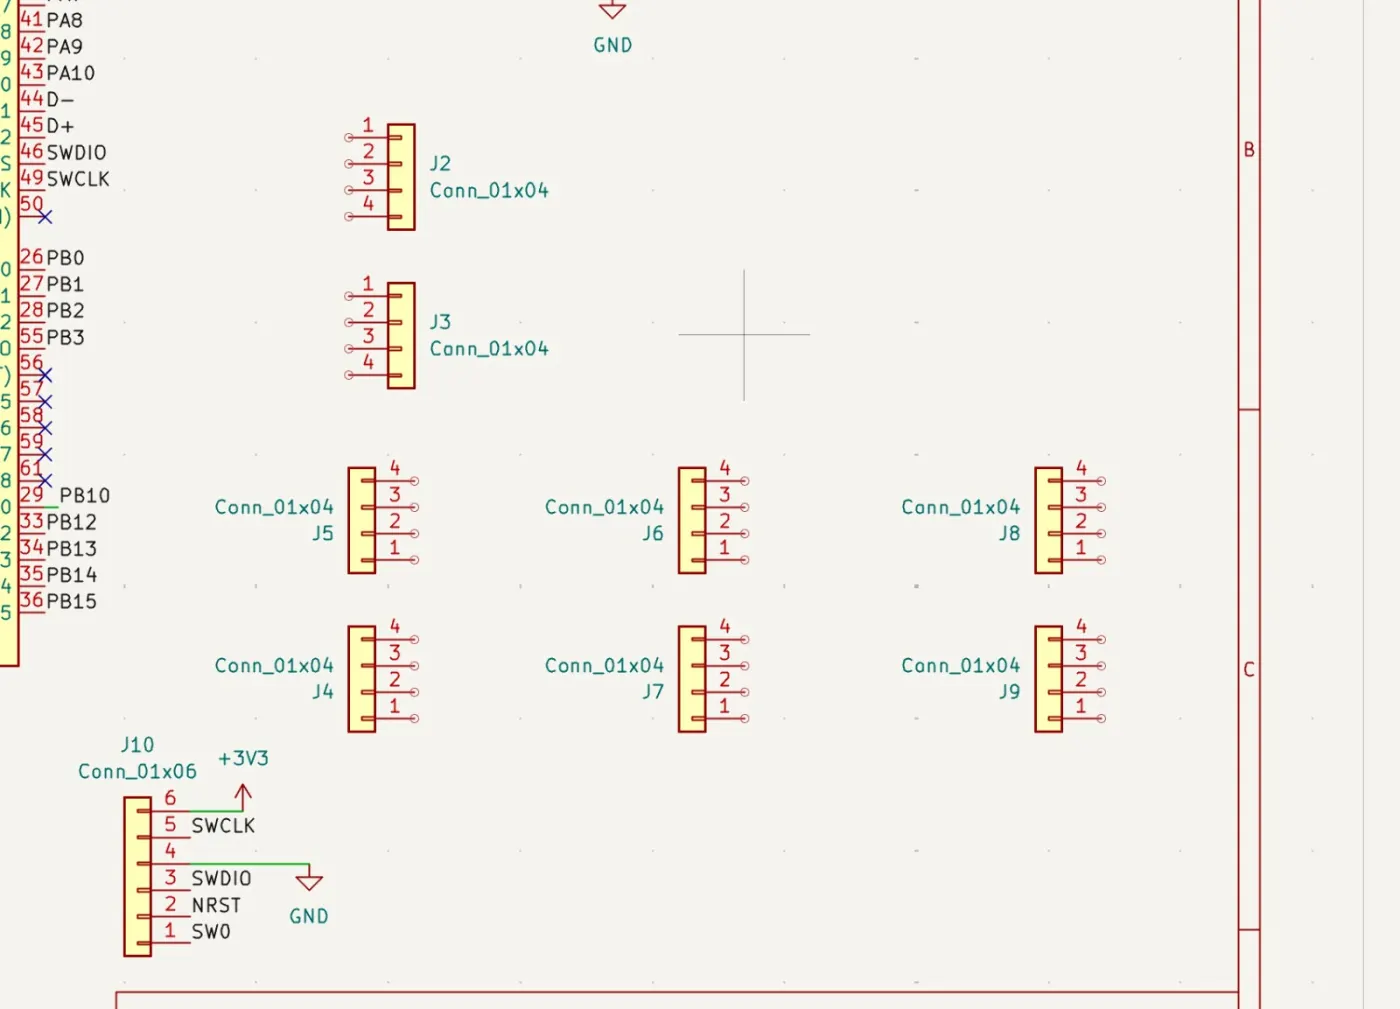 41 PA8
42 PA9
43 PA10
44 D-
45 D+
46 SWDIO
49 SWCLK
50
26 PB0
27 PB1
28 PB2
55 PB3
56
57
58
59
61
29 PB10
33 PB12
34 PB13
35 PB14
36 PB15
GND
1
2
3
4
J2
Conn_01x04
1
2
3
4
J3
Conn_01x04
Conn_01x04
J5
4
3
2
1
Conn_01x04
J6
4
3
2
1
Conn_01x04
J8
4
3
2
1
Conn_01x04
J4
4
3
2
1
Conn_01x04
J7
4
3
2
1
Conn_01x04
J9
4
3
2
1
J10
Conn_01x06
+3V3
6
5 SWCLK
4
3 SWDIO
2 NRST
1 SWO
GND
B
C